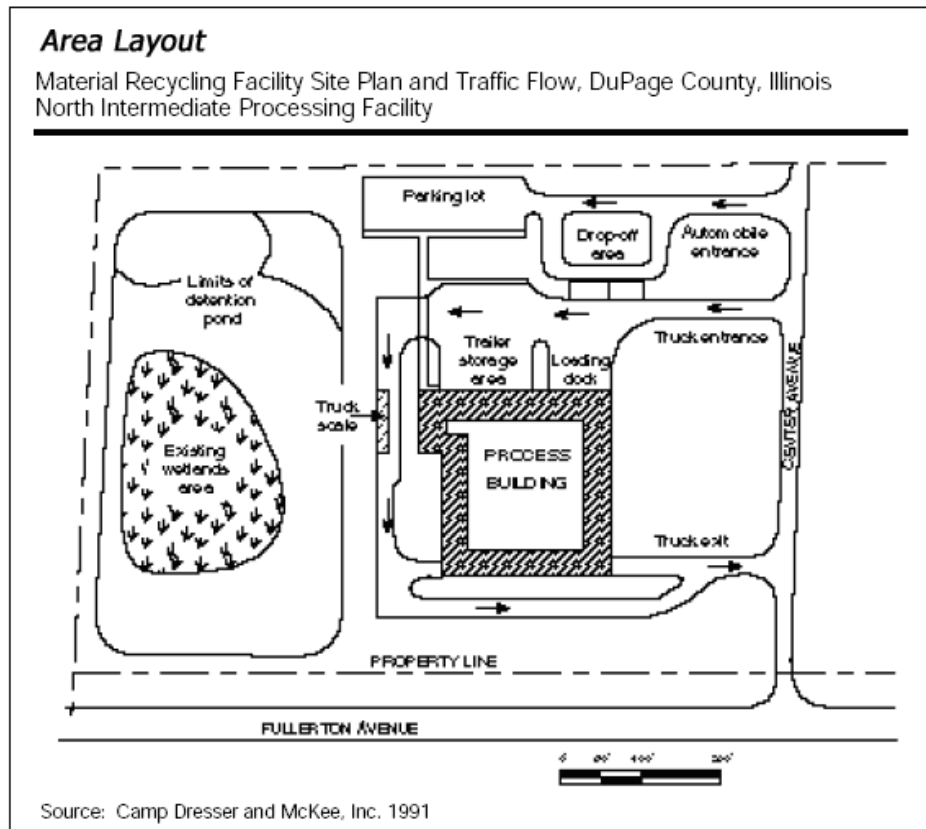 Area Layout
Material Recycling Facility Site Plan and Traffic Flow, DuPage County, Illinois
North Intermediate Processing Facility
Parking lot
Drop-off
area
Automobile
entrance
Limits of
detention
pond
Trailer
storage
area
Loading
dock
Truck entrance
Truck
scale
CENTER AVENUE
Existing
wetlands
area
PROCESS
BUILDING
Truck exit
PROPERTY LINE
FULLERTON AVENUE
0
Source: Camp Dresser and McKee, Inc. 1991